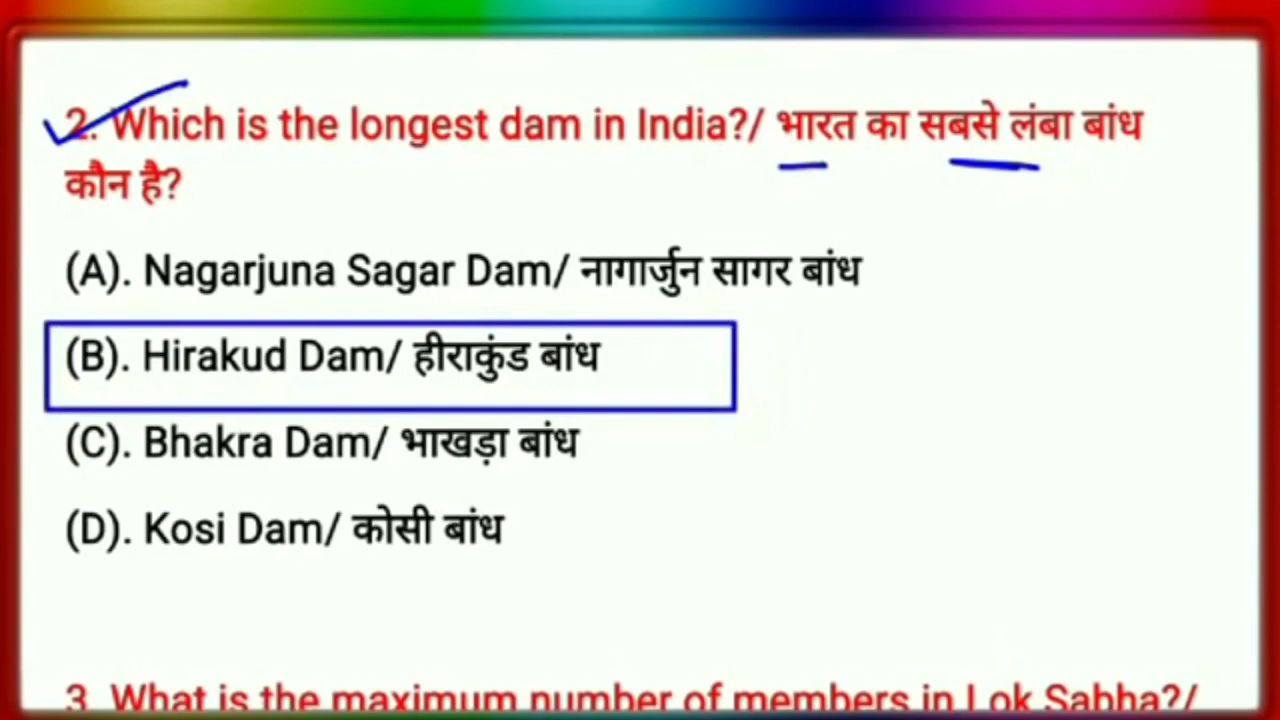 2. Which is the longest dam in India?/ भारत का सबसे लंबा बांध
कौन है?
(A). Nagarjuna Sagar Dam/ नागार्जुन सागर बांध
(B). Hirakud Dam/ हीराकुंड बांध
(C). Bhakra Dam/ भाखड़ा बांध
(D). Kosi Dam/ कोसी बांध
3. What is the maximum number of members in Lok Sabha?/